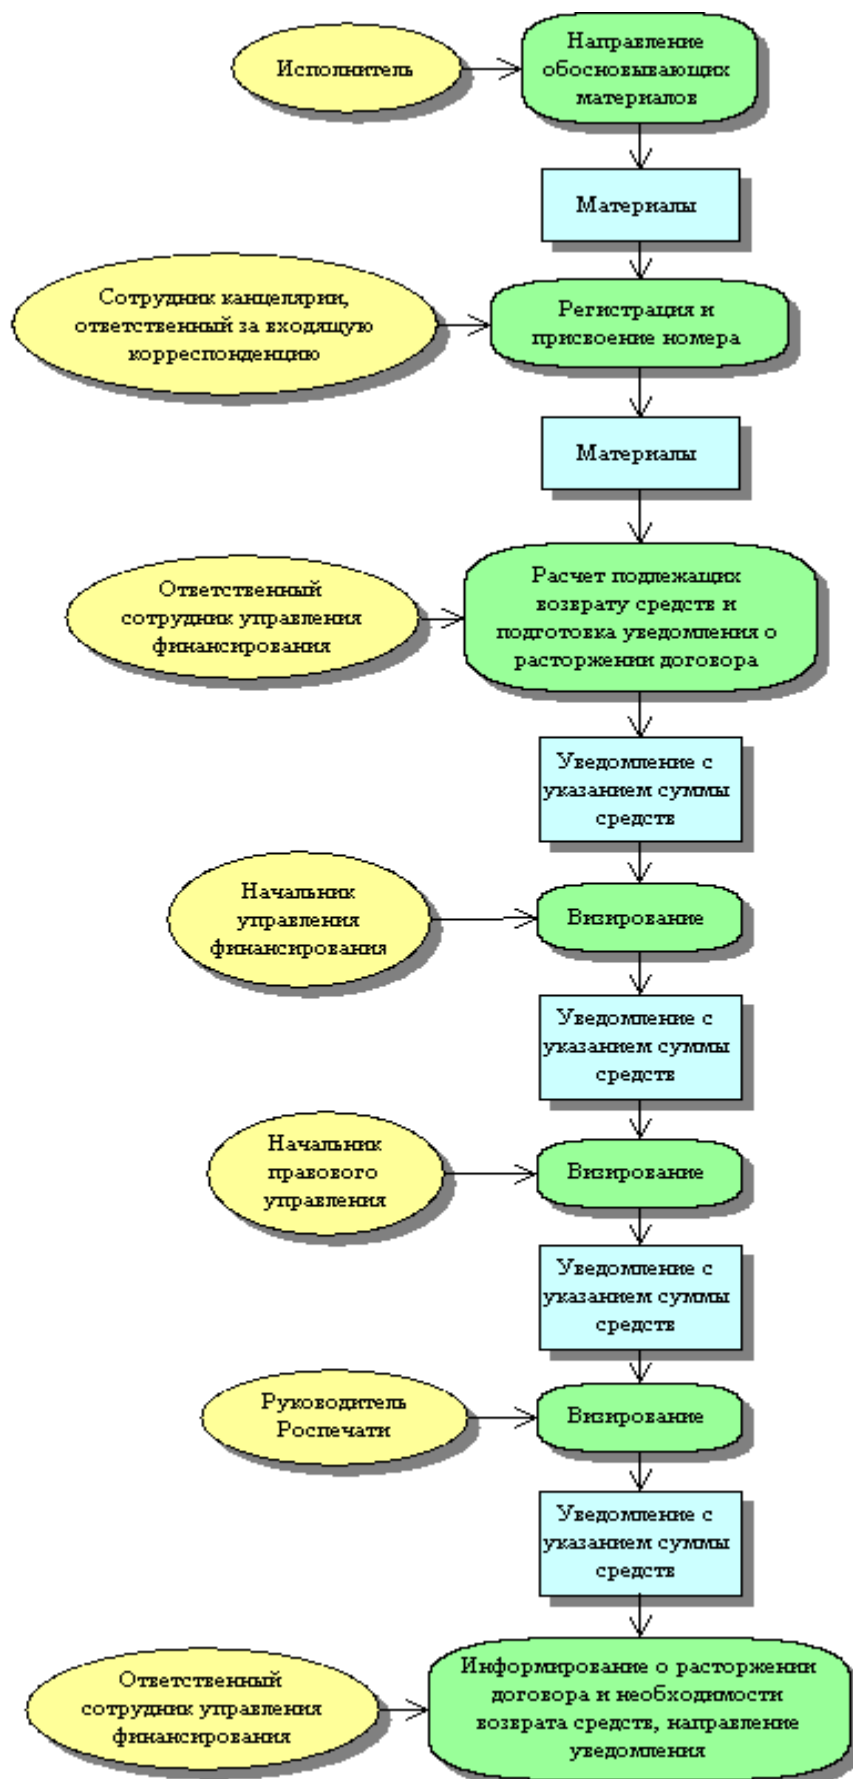 Исполнитель
Направление
обосновывающих
материалов
Материалы
Сотрудник канцелярии,
ответственный за входящую
корреспонденцию
Регистрация и
присвоение номера
Материалы
Ответственный
сотрудник управления
финансирования
Расчет подлежащих
возврату средств и
подготовка уведомления о
расторжении договора
Уведомление с
указанием суммы
средств
Начальник
управления
финансирования
Визирование
Уведомление с
указанием суммы
средств
Начальник
правового
управления
Визирование
Уведомление с
указанием суммы
средств
Руководитель
Роспечати
Визирование
Уведомление с
указанием суммы
средств
Ответственный
сотрудник управления
финансирования
Информирование о расторжении
договора и необходимости
возврата средств, направление
уведомления